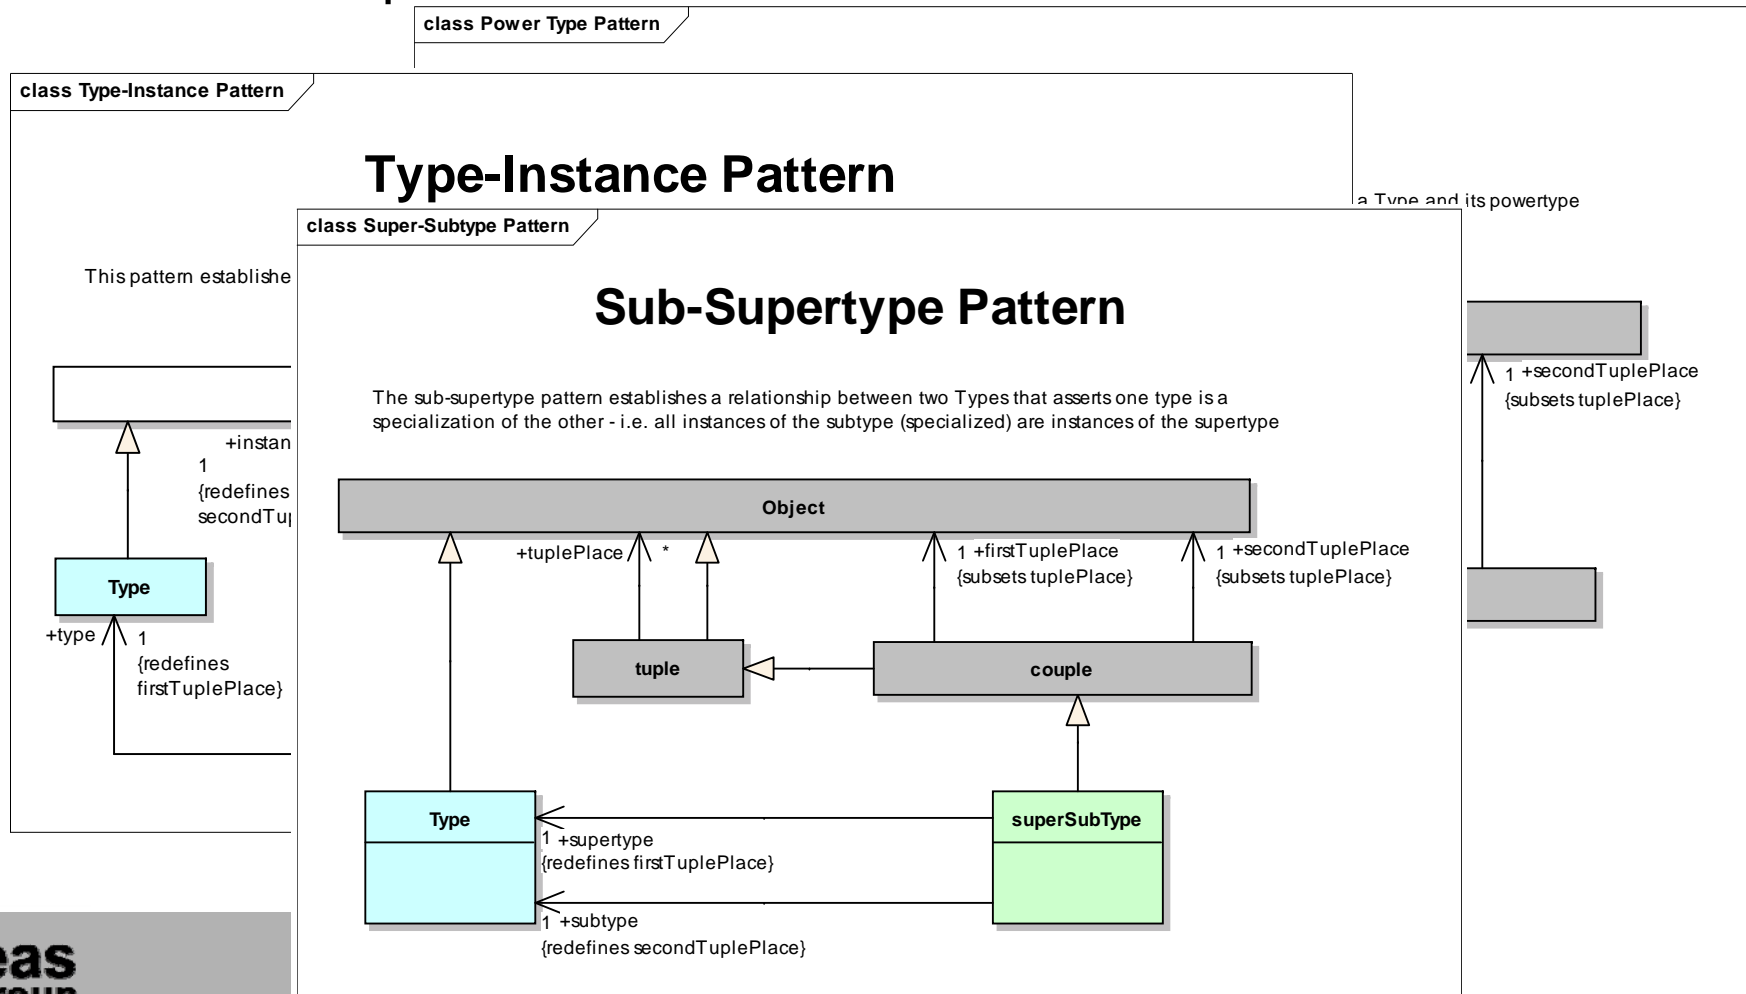 class Power Type Pattern
class Type-Instance Pattern
Type-Instance Pattern
a Type and its powertype
class Super-Subtype Pattern
This pattern establishe
Sub-Supertype Pattern
The sub-supertype pattern establishes a relationship between two Types that asserts one type is a
specialization of the other - i.e. all instances of the subtype (specialized) are instances of the supertype
1 +secondTuplePlace
{subsets tuplePlace}
+instan
1
{redefines
secondTup
Type
+type
1
{redefines
firstTuplePlace}
Object
+tuplePlace
*
1 +firstTuplePlace
{subsets tuplePlace}
1 +secondTuplePlace
{subsets tuplePlace}
tuple
couple
Type
superSubType
1 +supertype
{redefines firstTuplePlace}
1 +subtype
{redefines secondTuplePlace}
eas